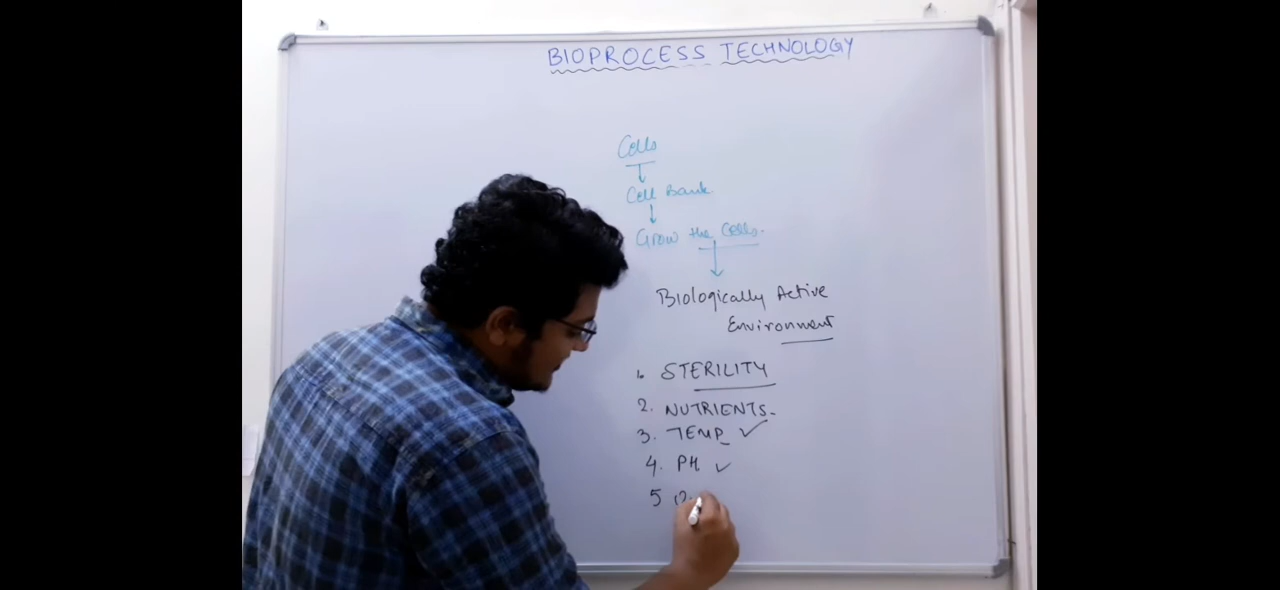 BIOPROCESS TECHNOLOGY
Cells
Cell Bank.
Grow the Cells.
Biologically Active
Environment
1. STERILITY
2. NUTRIENTS.
3. TEMP ✓
4. PH ✓
5